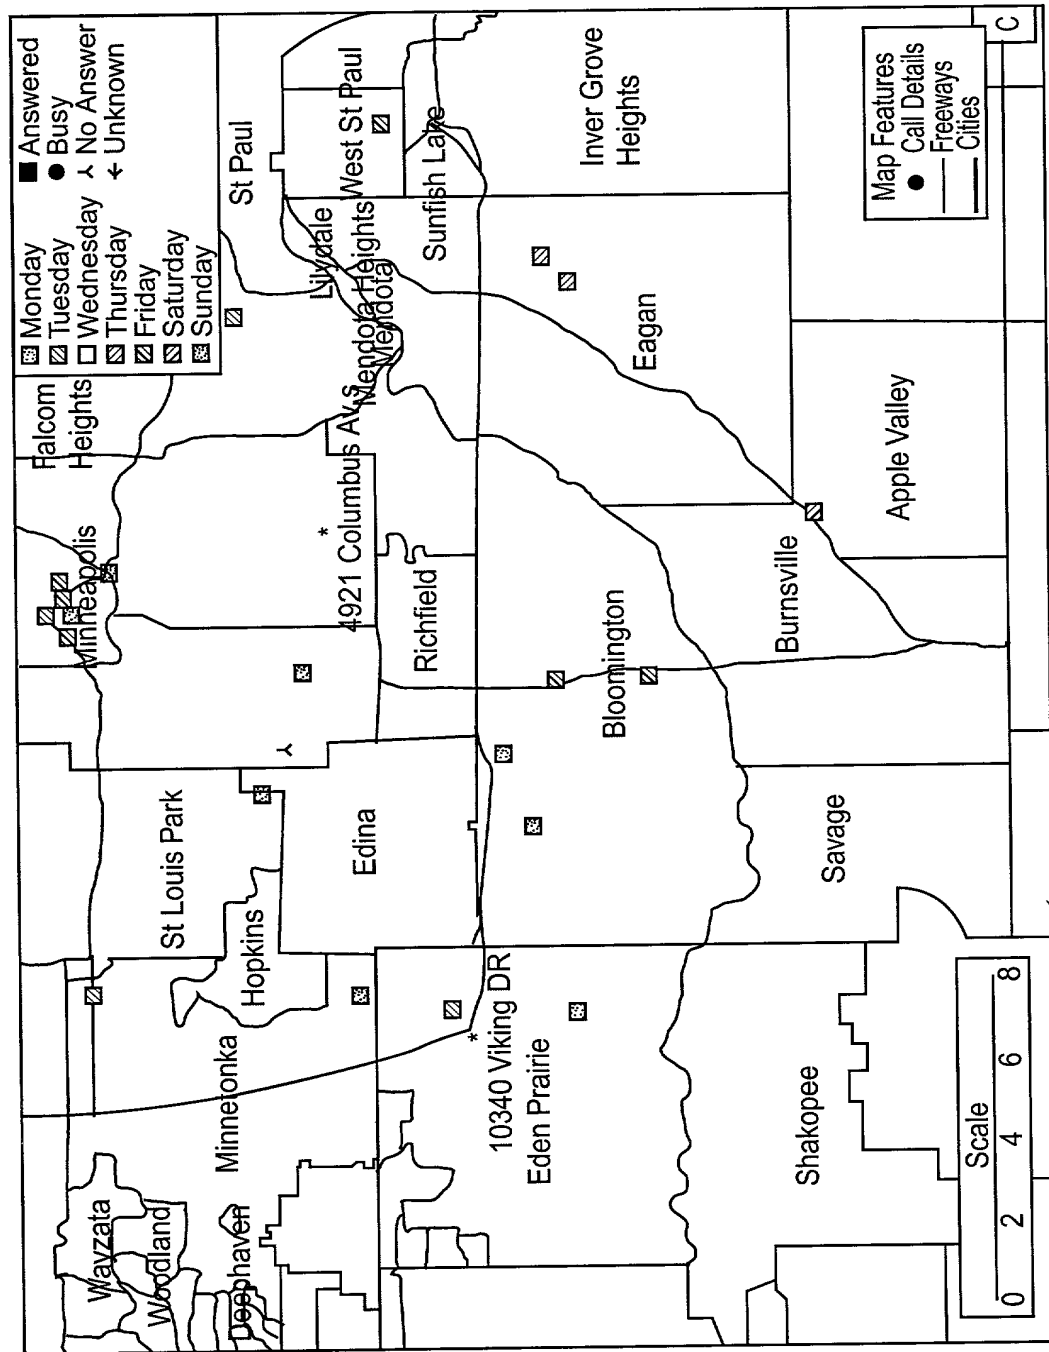 Monday
Tuesday
Wednesday
Thursday
Friday
Saturday
Sunday
Answered
Busy
No Answer
Unknown
Falcom
Heights
St Paul
West St Paul
Lilydale
Mendota Heights
Mendota
Sunfish Lake
Inver Grove
Heights
Minneapolis
4921 Columbus Av S
*
Richfield
Eagan
Bloomington
Burnsville
Apple Valley
St Louis Park
Hopkins
Edina
Savage
Wayzata
Woodland
Deephaven
Minnetonka
*
10340 Viking DR
Eden Prairie
Shakopee
Map Features
Call Details
Freeways
Cities
C
Scale
0 2 4 6 8